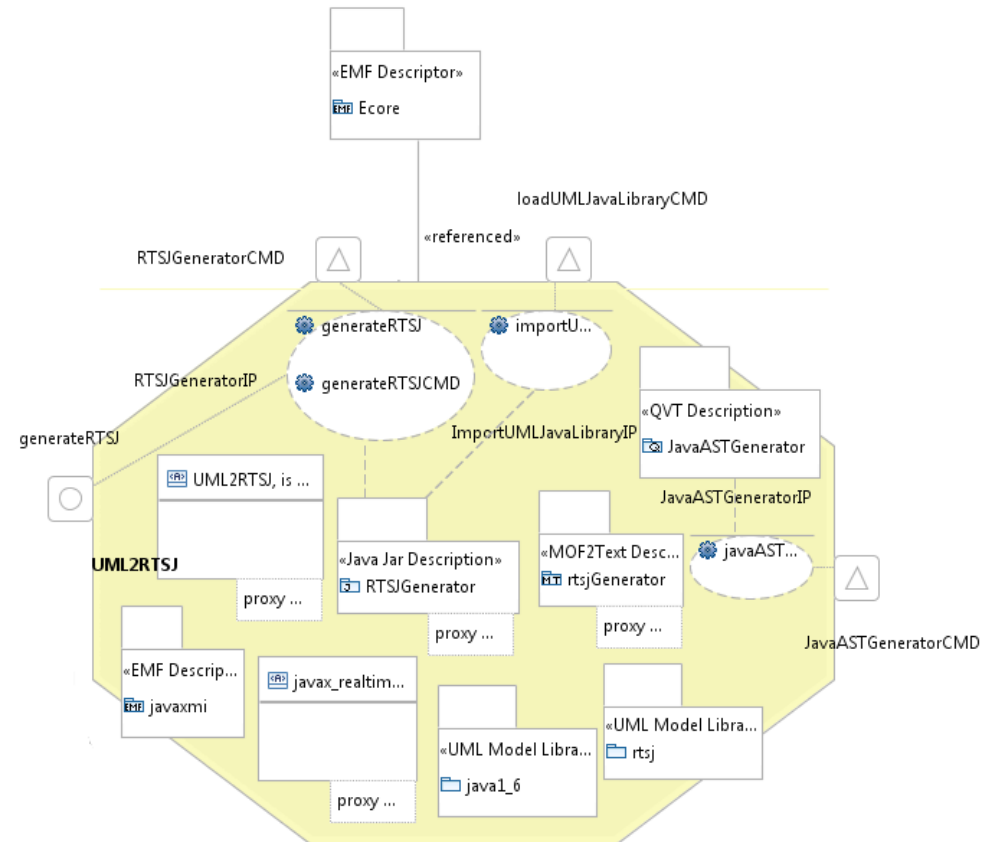 «EMF Descriptor»
Ecore
loadUMLJavaLibraryCMD
«referenced»
RTSJGeneratorCMD
generateRTSJ
importU...
RTSJGeneratorIP
generateRTSJCMD
«QVT Description»
ImportUMLJavaLibraryIP
generateRTSJ
JavaASTGenerator
UML2RTSJ, is ...
JavaASTGeneratorIP
«Java Jar Description»
«MOF2Text Desc...
javaAST...
UML2RTSJ
RTSJGenerator
rtsjGenerator
proxy ...
proxy ...
proxy ...
JavaASTGeneratorCMD
«EMF Descrip...
javax_realtim...
javaxmi
«UML Model Libra...
rtsj
«UML Model Libra...
java1_6
proxy ...